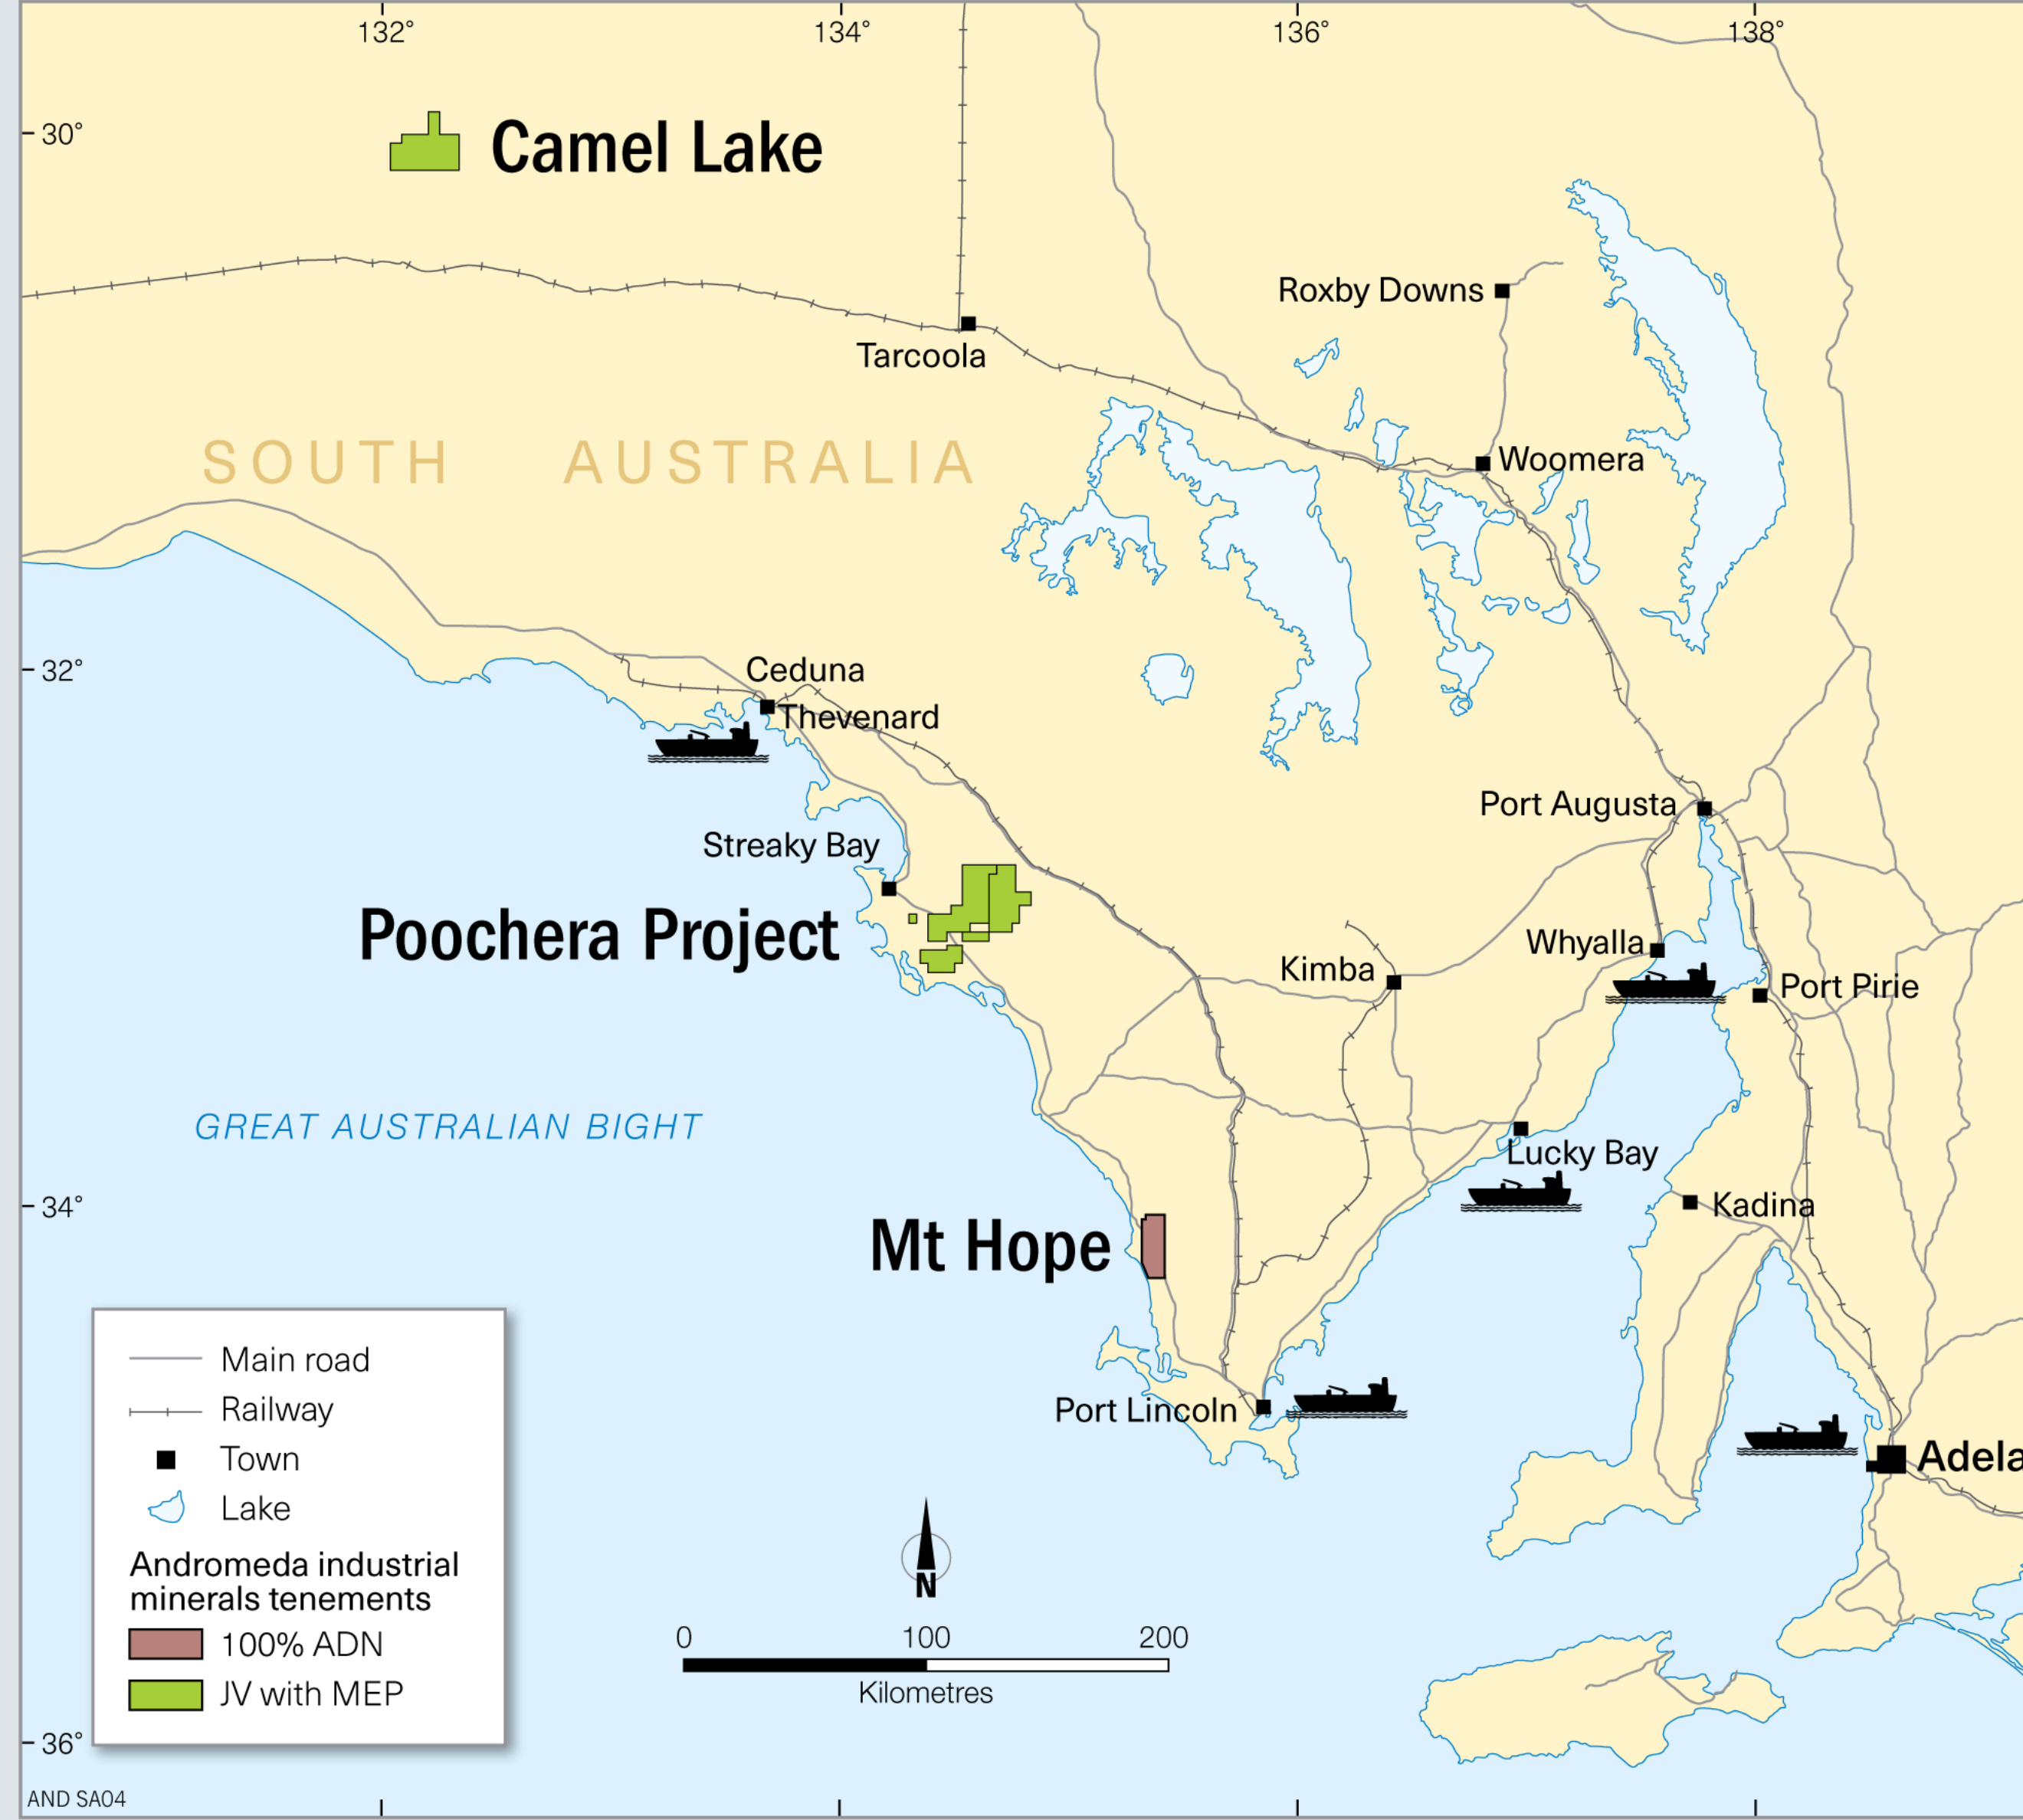 132°
134°
136°
138°
30°
Camel Lake
Roxby Downs
Tarcoola
SOUTH AUSTRALIA
Woomera
32°
Ceduna
Thevenard
Port Augusta
Streaky Bay
Poochera Project
Whyalla
Kimba
Port Pirie
GREAT AUSTRALIAN BIGHT
Lucky Bay
34°
Kadina
Mt Hope
Port Lincoln
Adela
Main road
Railway
Town
Lake
Andromeda industrial
minerals tenements
100% ADN
JV with MEP
N
0 100 200
Kilometres
36°
AND SA04